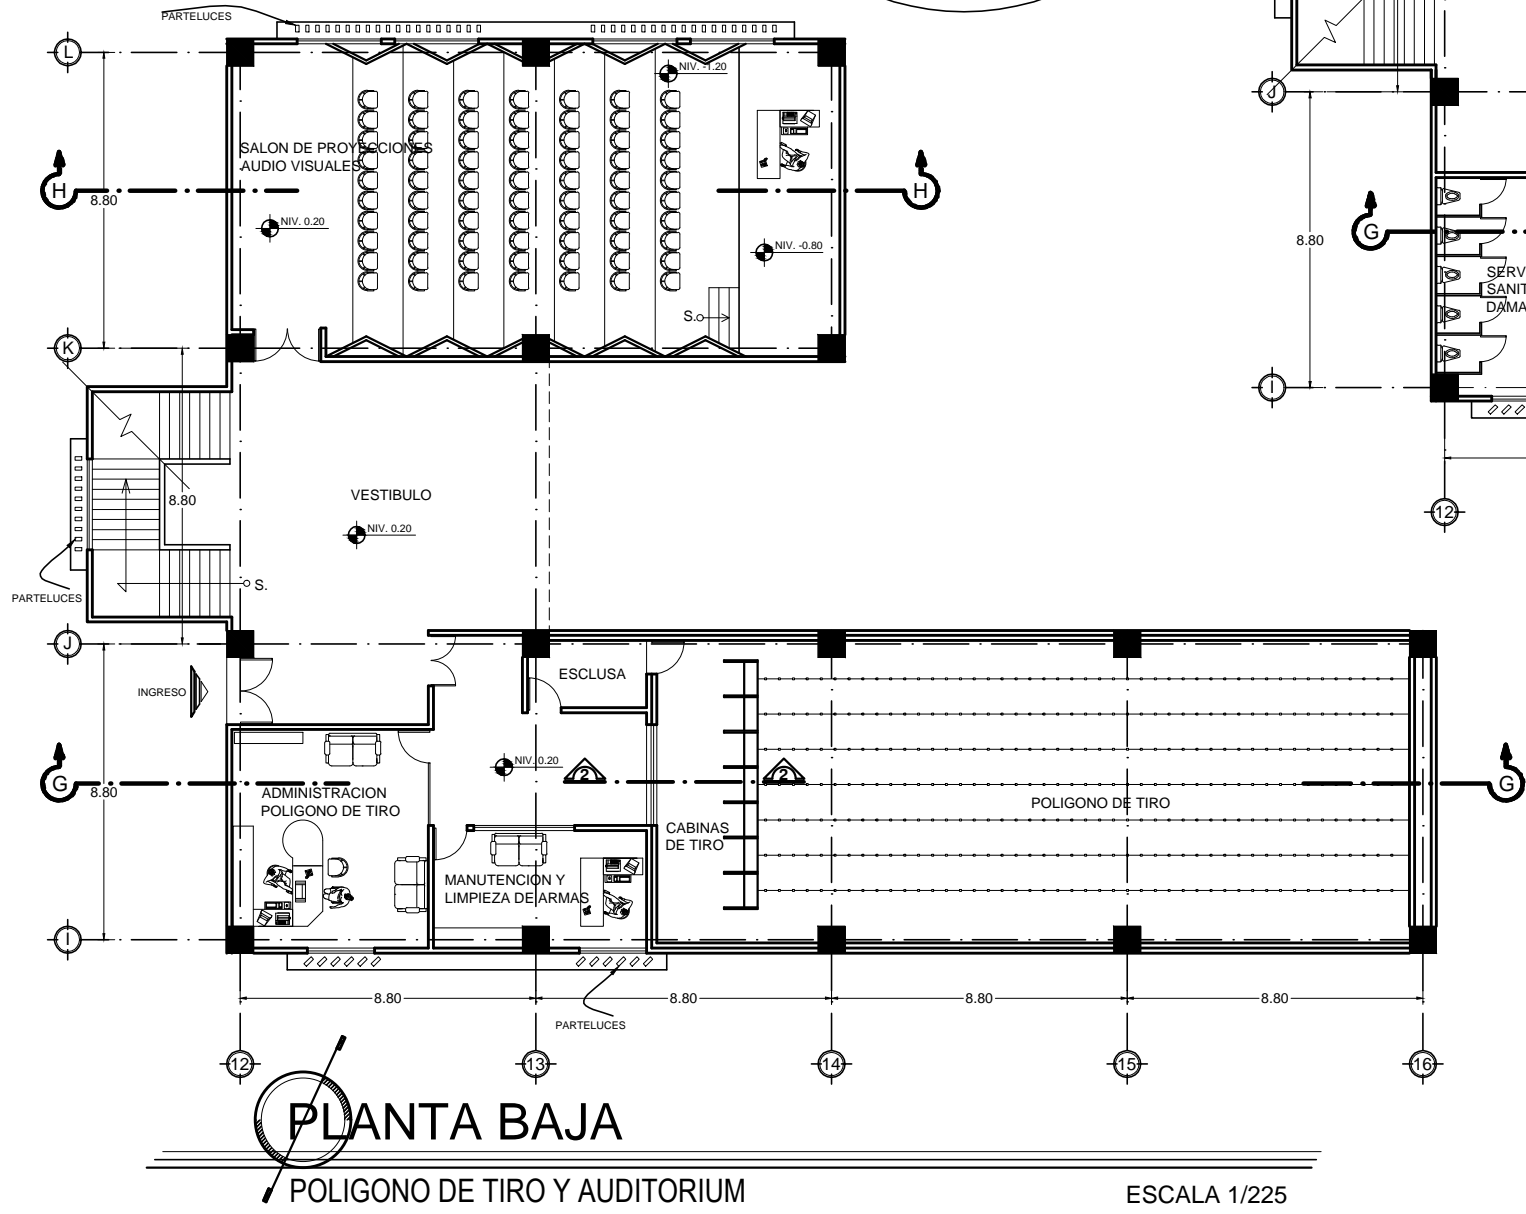 PARTELUCES
L
NIV. -1.20
J
SALON DE PROYECCIONES
AUDIO VISUALES
H
H
8.80
NIV. 0.20
G
8.80
NIV. -0.80
SERV
SANIT
DAMA
S.
K
I
VESTIBULO
8.80
NIV. 0.20
12
S.
PARTELUCES
J
ESCLUSA
INGRESO
NIV. 0.20
2
2
G
G
8.80
ADMINISTRACION
POLIGONO DE TIRO
POLIGONO DE TIRO
CABINAS
DE TIRO
MANUTENCION Y
LIMPIEZA DE ARMAS
I
8.80
8.80
8.80
8.80
PARTELUCES
12
13
14
15
16
PLANTA BAJA
POLIGONO DE TIRO Y AUDITORIUM
ESCALA 1/225